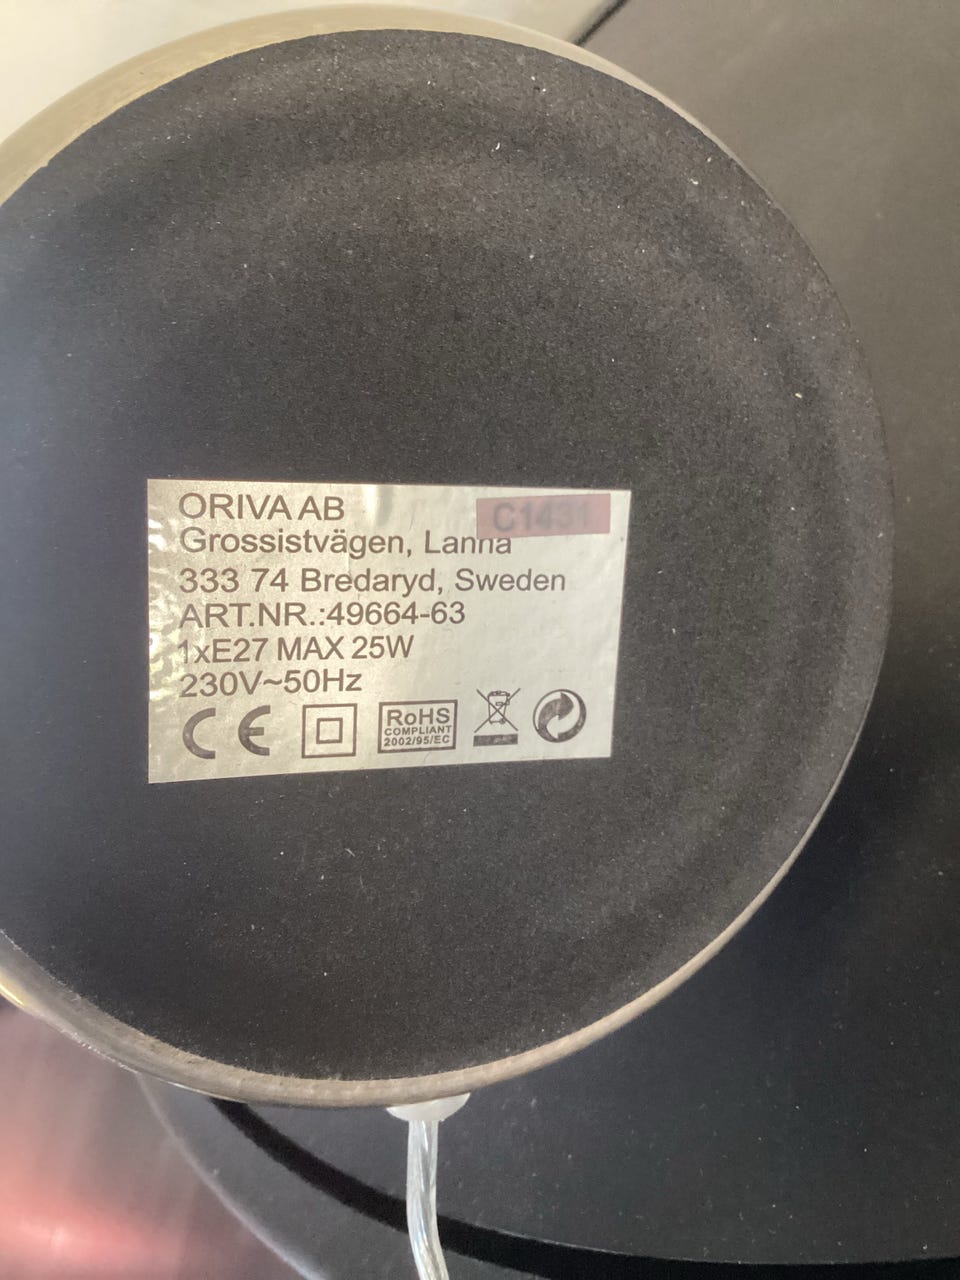 ORIVA AB
C1431
Grossistvägen, Lanna
333 74 Bredaryd, Sweden
ART.NR.:49664-63
1xE27 MAX 25W
230V~50Hz
CE
RoHS
COMPLIANT
2002/95/EC